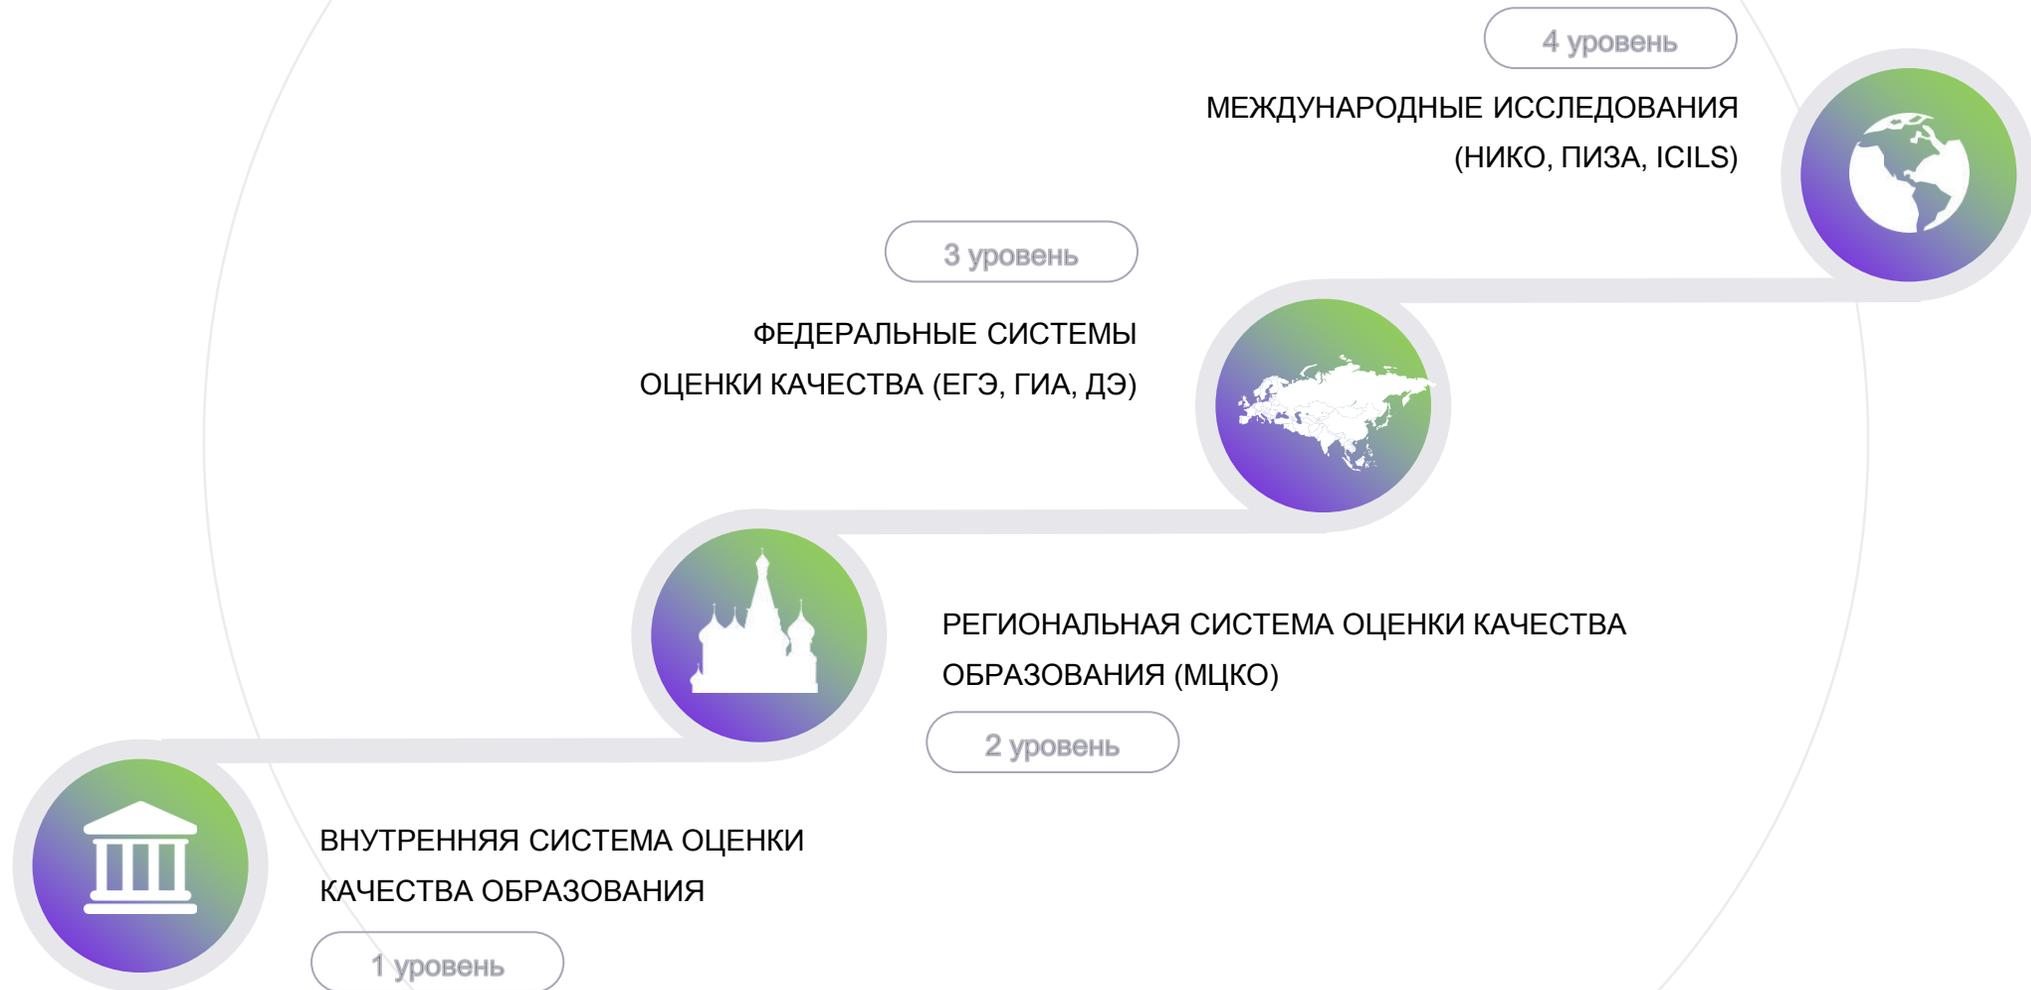 4 уровень
МЕЖДУНАРОДНЫЕ ИССЛЕДОВАНИЯ
(НИКО, ПИЗА, ICILS)
3 уровень
ФЕДЕРАЛЬНЫЕ СИСТЕМЫ
ОЦЕНКИ КАЧЕСТВА (ЕГЭ, ГИА, ДЭ)
РЕГИОНАЛЬНАЯ СИСТЕМА ОЦЕНКИ КАЧЕСТВА
ОБРАЗОВАНИЯ (МЦКО)
2 уровень
ВНУТРЕННЯЯ СИСТЕМА ОЦЕНКИ
КАЧЕСТВА ОБРАЗОВАНИЯ
1 уровень